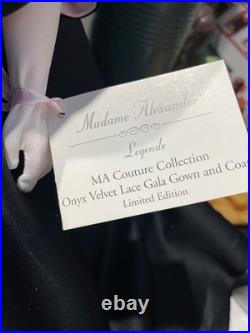 Madame Alexander®
Legends
MA Couture Collection
Onyx Velvet Lace Gala Gown and Coat
Limited Edition